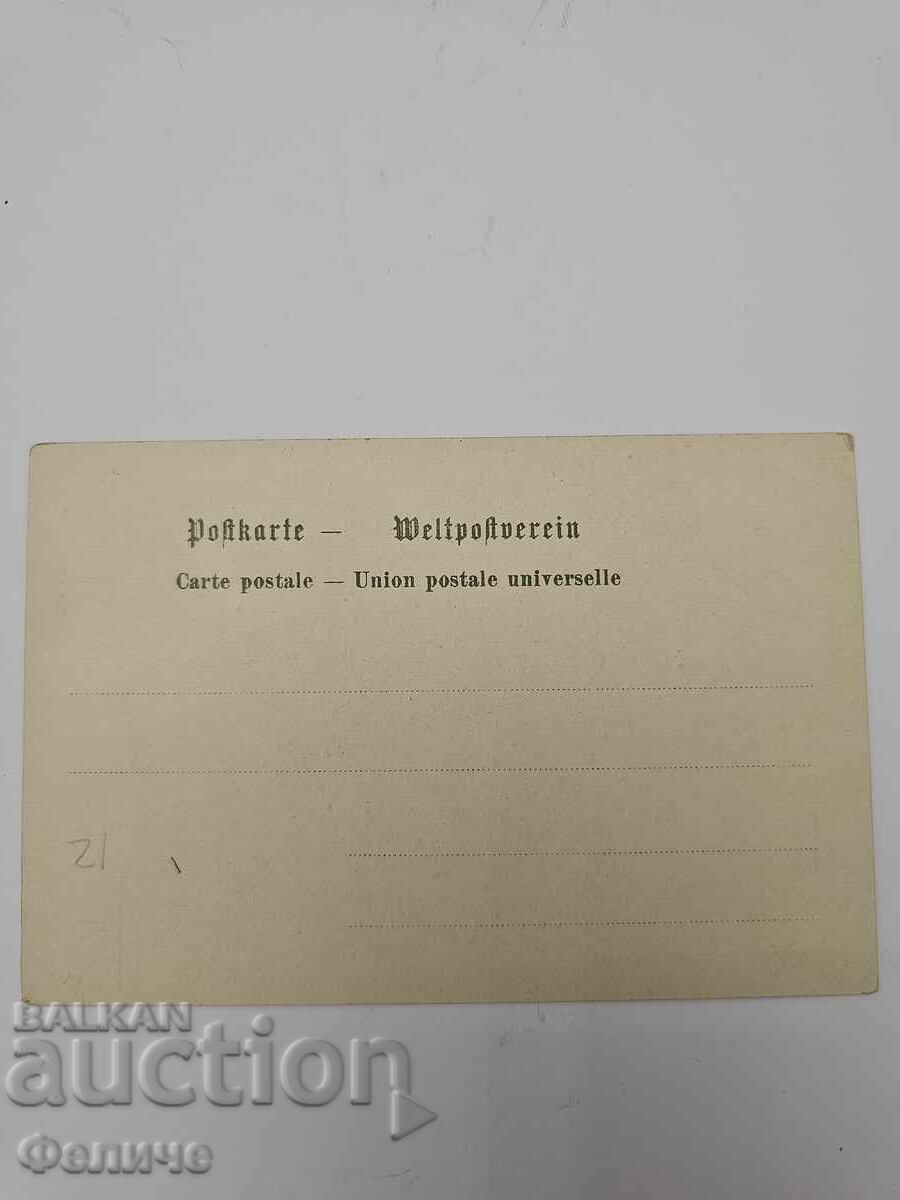 Postkarte — Weltpostverein
Carte postale — Union postale universelle
21
BALKAN
auction
Феличе